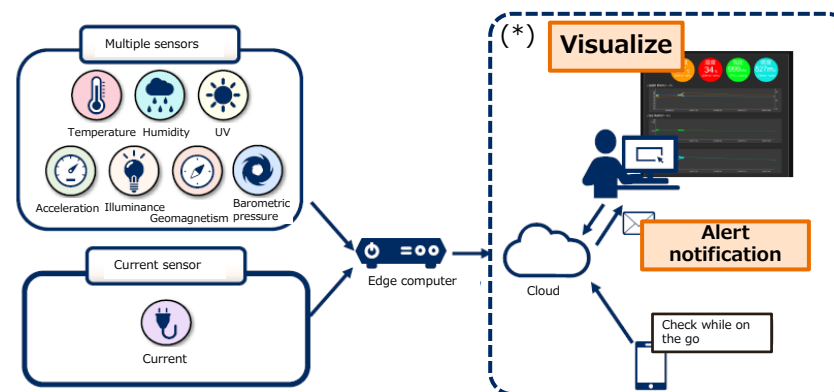 Multiple sensors
Temperature
Humidity
UV
Acceleration
Illuminance
Geomagnetism
Barometric
pressure
Current sensor
Current
Edge computer
(*)
Visualize
34
Cloud
Alert
notification
Check while on
the go